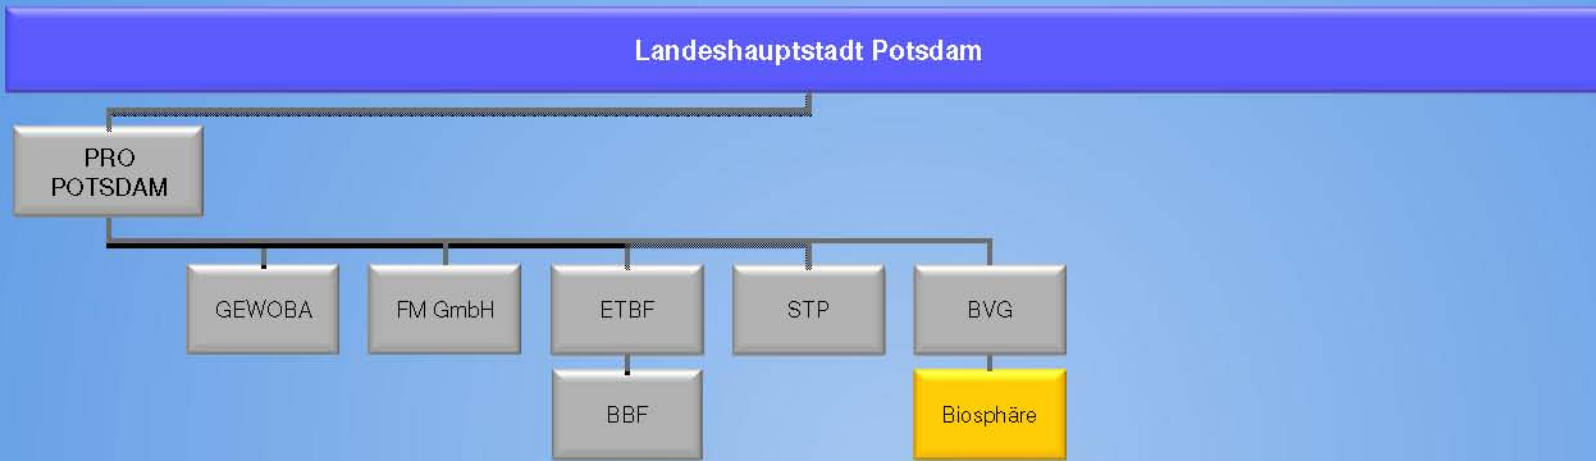 Landeshauptstadt Potsdam
PRO
POTSDAM
GEWOBA
FM GmbH
ETBF
STP
BVG
BBF
Biosphäre